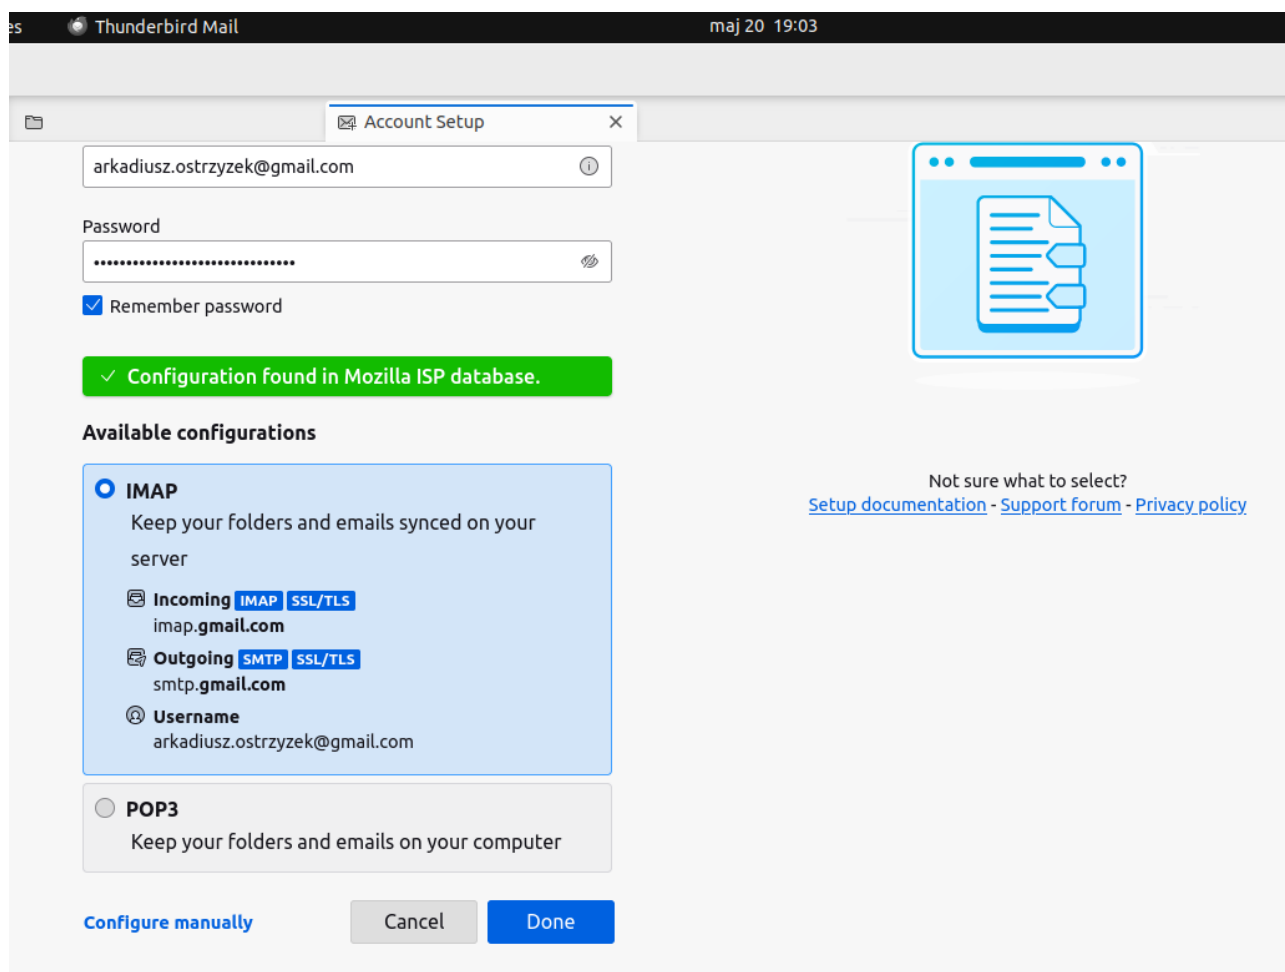 es Thunderbird Mail maj 20 19:03
Account Setup
arkadiusz.ostrzyzek@gmail.com
Password
•••••••••••••••••••••••••••••••
Remember password
Configuration found in Mozilla ISP database.
Available configurations
IMAP
Keep your folders and emails synced on your
server
Incoming IMAP SSL/TLS
imap.gmail.com
Outgoing SMTP SSL/TLS
smtp.gmail.com
Username
arkadiusz.ostrzyzek@gmail.com
POP3
Keep your folders and emails on your computer
Configure manually Cancel Done
Not sure what to select?
Setup documentation - Support forum - Privacy policy